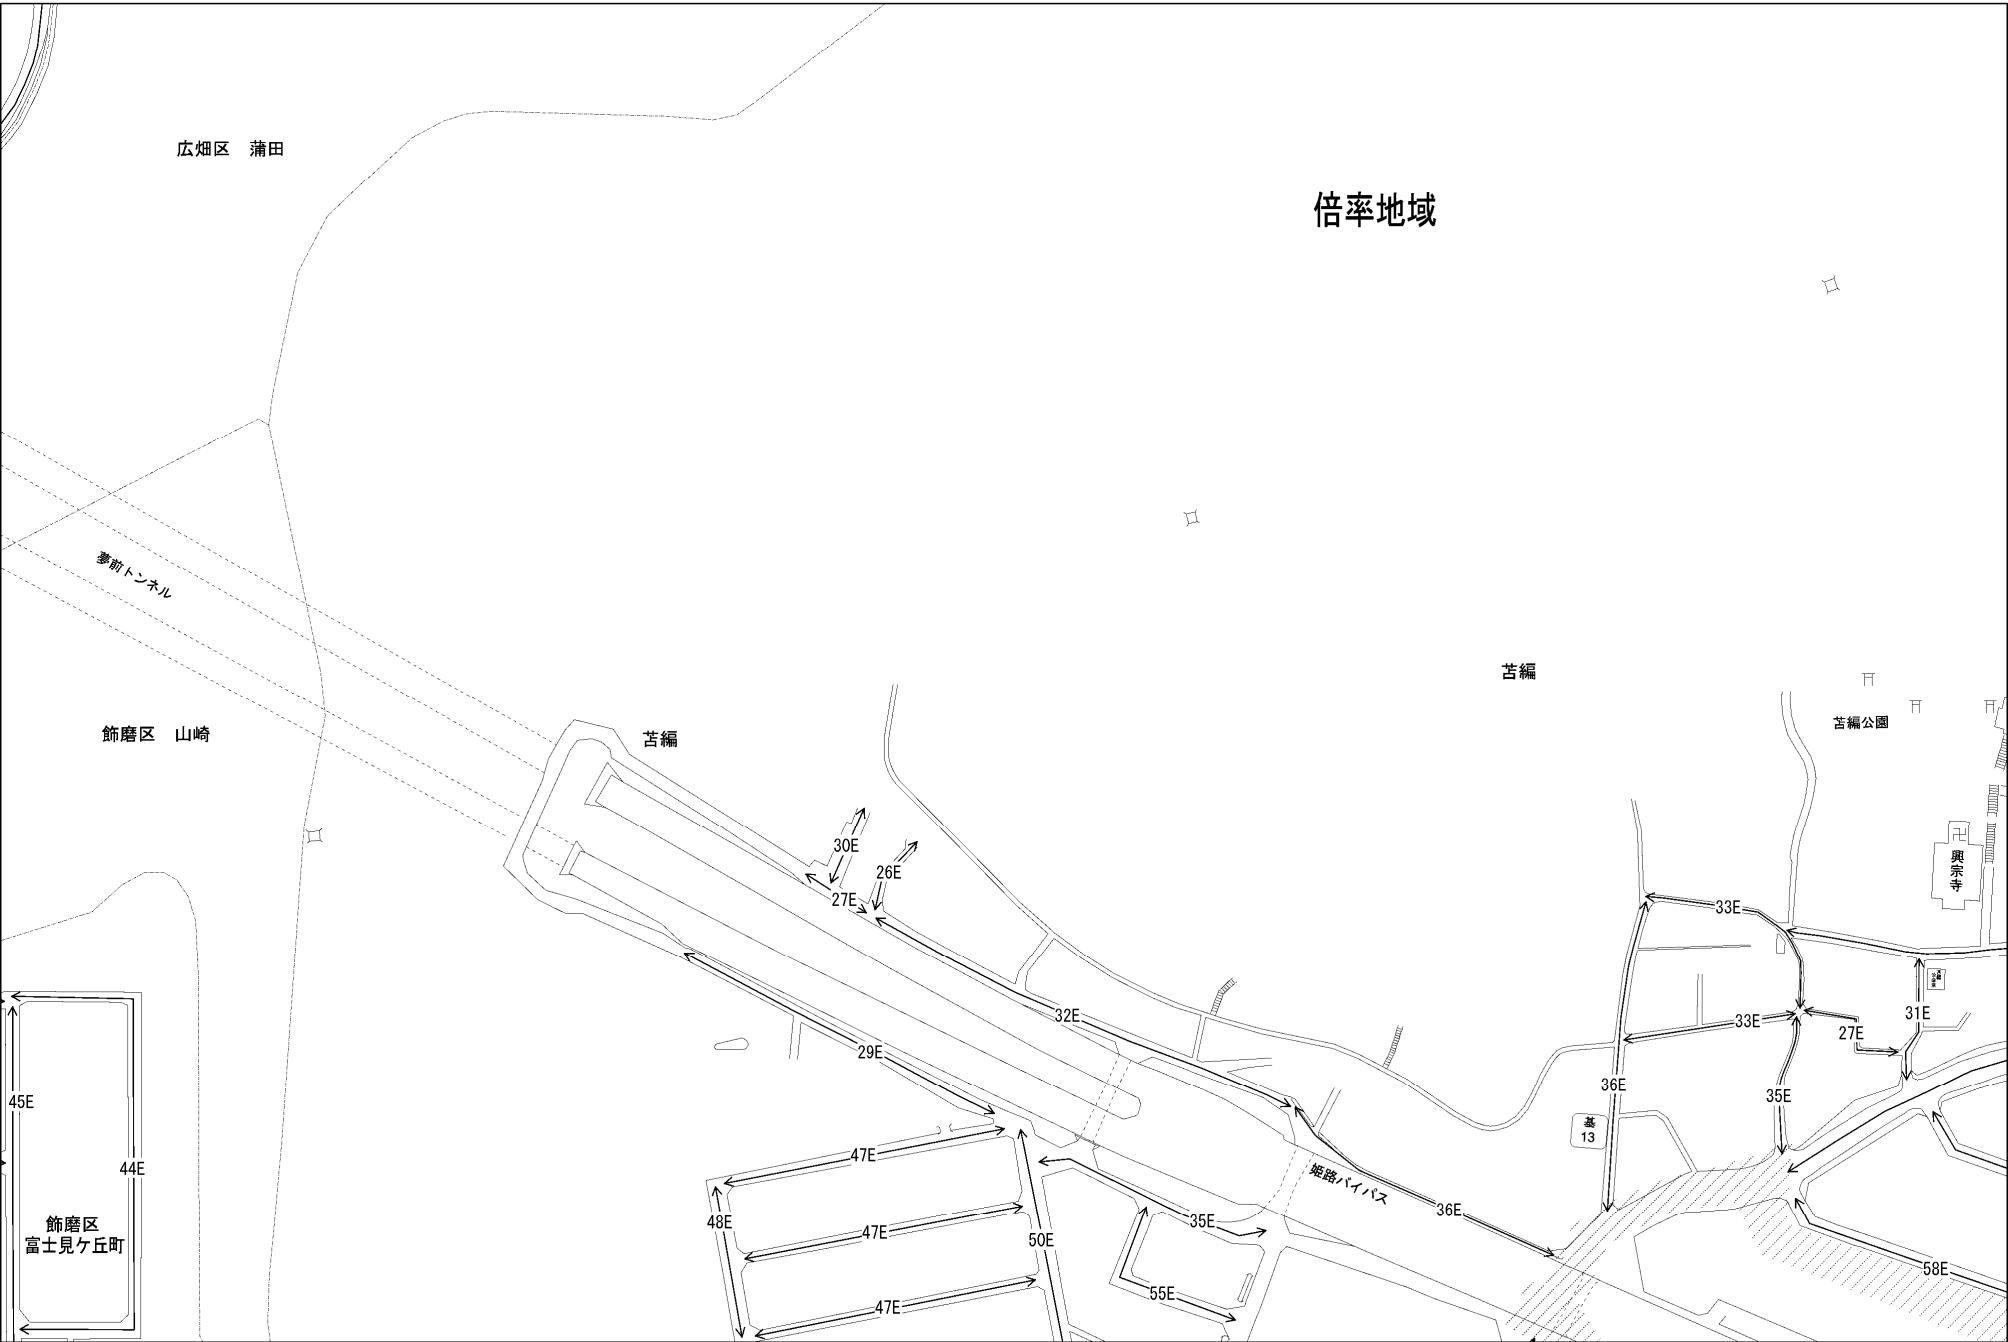 広畑区　蒲田
倍率地域
夢前トンネル
苫編
苫編公園
飾磨区　山崎
苫編
30E
26E
27E
興宗寺
33E
32E
31E
33E
27E
29E
36E
35E
45E
基
13
44E
47E
姫路バイパス
36E
48E
35E
飾磨区
富士見ケ丘町
47E
50E
58E
55E
47E